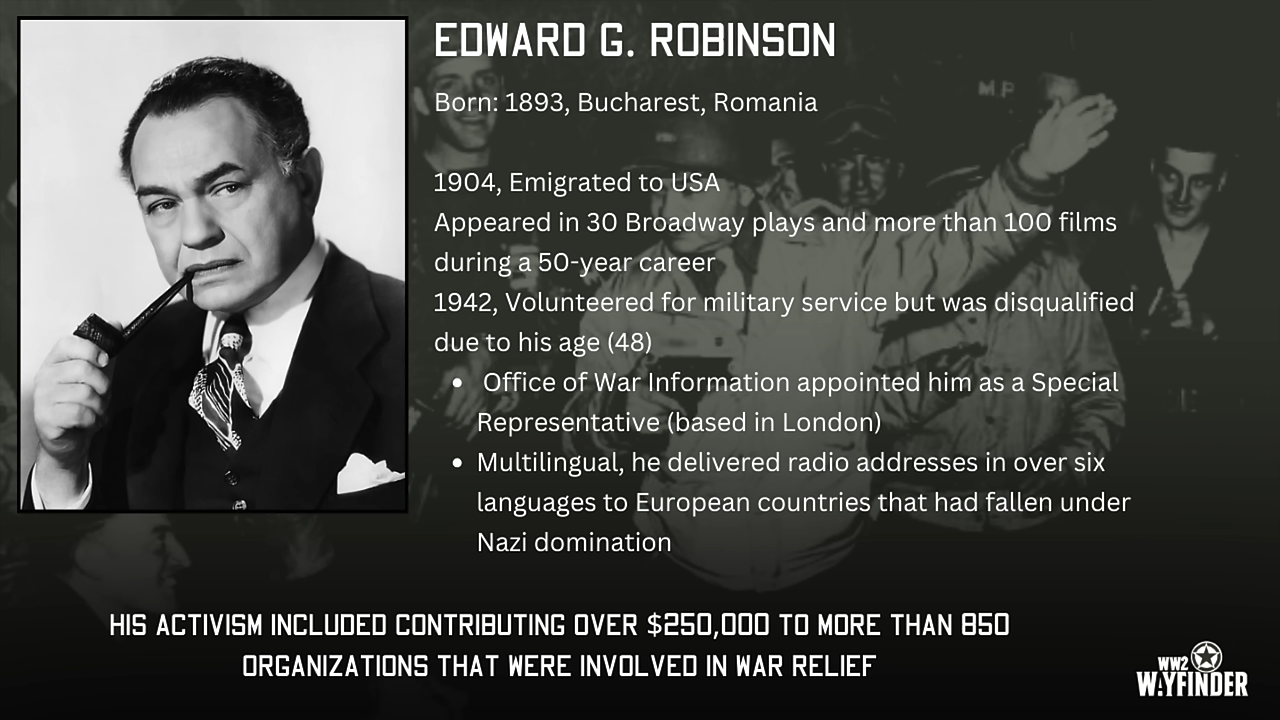 EDWARD G. ROBINSON
Born: 1893, Bucharest, Romania
1904, Emigrated to USA
Appeared in 30 Broadway plays and more than 100 films
during a 50-year career
1942, Volunteered for military service but was disqualified
due to his age (48)
• Office of War Information appointed him as a Special
Representative (based in London)
• Multilingual, he delivered radio addresses in over six
languages to European countries that had fallen under
Nazi domination
HIS ACTIVISM INCLUDED CONTRIBUTING OVER $250,000 TO MORE THAN 850
ORGANIZATIONS THAT WERE INVOLVED IN WAR RELIEF
MP
WW2
WAYFINDER